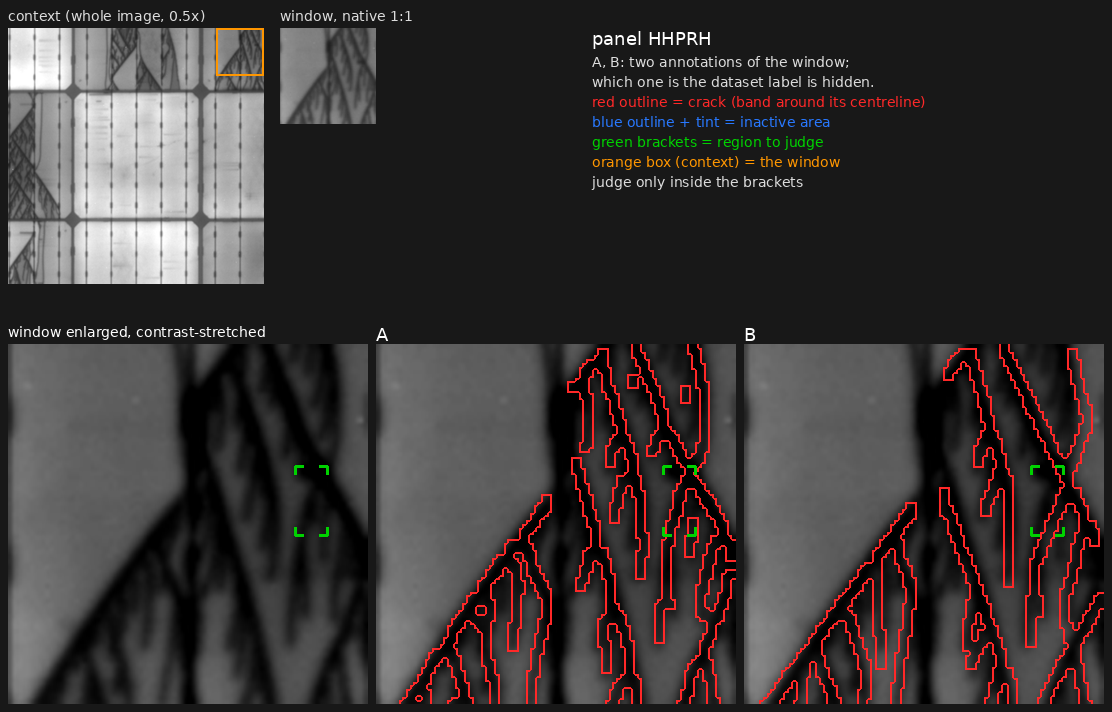 context (whole image, 0.5x)
window, native 1:1
panel HHPRH
A, B: two annotations of the window;
which one is the dataset label is hidden.
red outline = crack (band around its centreline)
blue outline + tint = inactive area
green brackets = region to judge
orange box (context) = the window
judge only inside the brackets
window enlarged, contrast-stretched
A
B